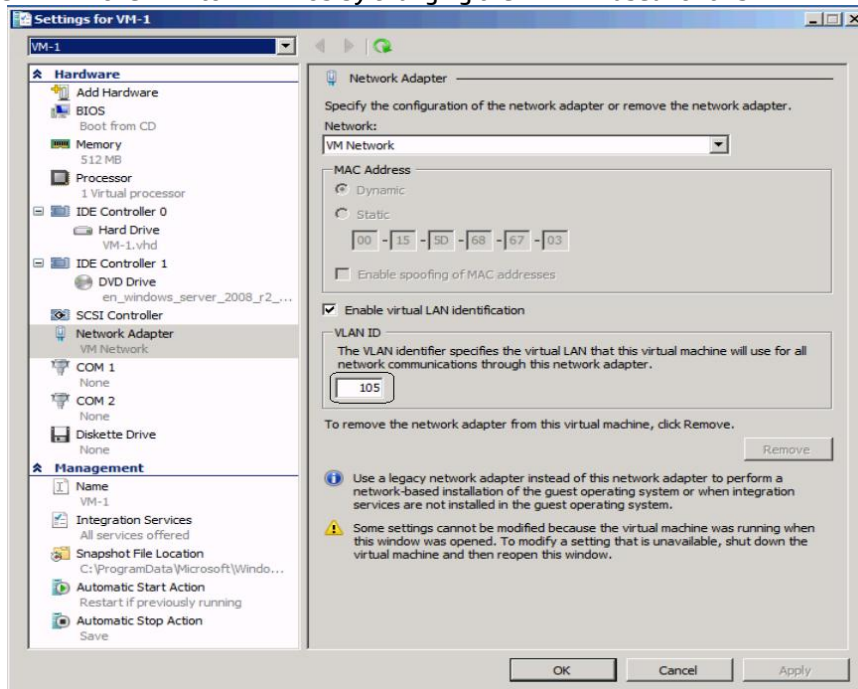 Settings for VM-1
VM-1
Hardware
Add Hardware
BIOS
Boot from CD
Memory
512 MB
Processor
1 Virtual processor
IDE Controller 0
Hard Drive
VM-1.vhd
IDE Controller 1
DVD Drive
en_windows_server_2008_r2_...
SCSI Controller
Network Adapter
VM Network
COM 1
None
COM 2
None
Diskette Drive
None
Management
Name
VM-1
Integration Services
All services offered
Snapshot File Location
C:\ProgramData\Microsoft\Windo...
Automatic Start Action
Restart if previously running
Automatic Stop Action
Save
Network Adapter
Specify the configuration of the network adapter or remove the network adapter.
Network:
VM Network
MAC Address
Dynamic
Static
00 - 15 - 5D - 68 - 67 - 03
Enable spoofing of MAC addresses
Enable virtual LAN identification
VLAN ID
The VLAN identifier specifies the virtual LAN that this virtual machine will use for all
network communications through this network adapter.
105
To remove the network adapter from this virtual machine, click Remove.
Remove
Use a legacy network adapter instead of this network adapter to perform a
network-based installation of the guest operating system or when integration
services are not installed in the guest operating system.
Some settings cannot be modified because the virtual machine was running when
this window was opened. To modify a setting that is unavailable, shut down the
virtual machine and then reopen this window.
OK
Cancel
Apply